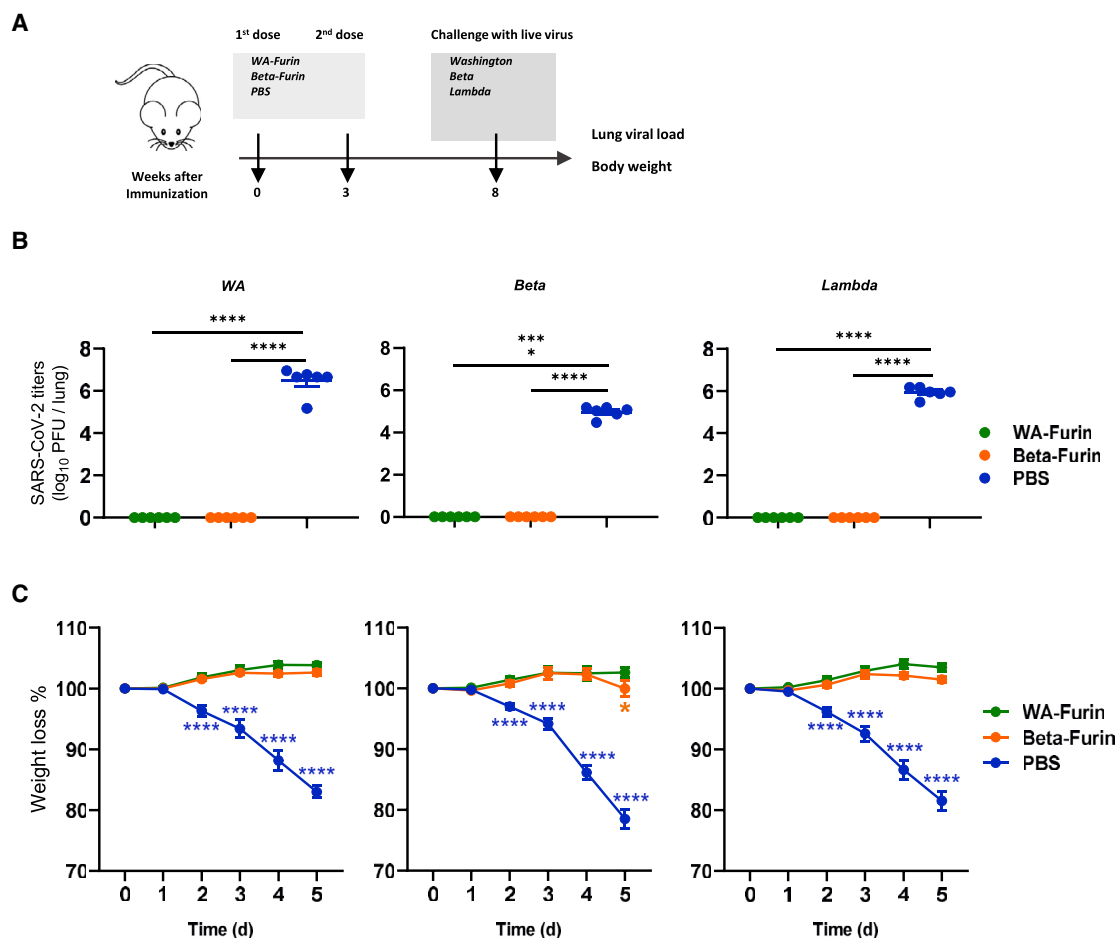 A
1st dose 2nd dose Challenge with live virus
WA-Furin
Beta-Furin
PBS
Washington
Beta
Lambda
Lung viral load
Body weight
Weeks after
Immunization
0 3 8
B
WA Beta Lambda
SARS-CoV-2 titers
(log10 PFU / lung)
8
6
4
2
0
****
****
8
6
4
2
0
***
*
****
8
6
4
2
0
****
****
WA-Furin
Beta-Furin
PBS
C
Weight loss %
110
100
90
80
70
****
****
****
****
0 1 2 3 4 5
Time (d)
110
100
90
80
70
****
****
****
****
*
0 1 2 3 4 5
Time (d)
110
100
90
80
70
****
****
****
****
0 1 2 3 4 5
Time (d)
WA-Furin
Beta-Furin
PBS